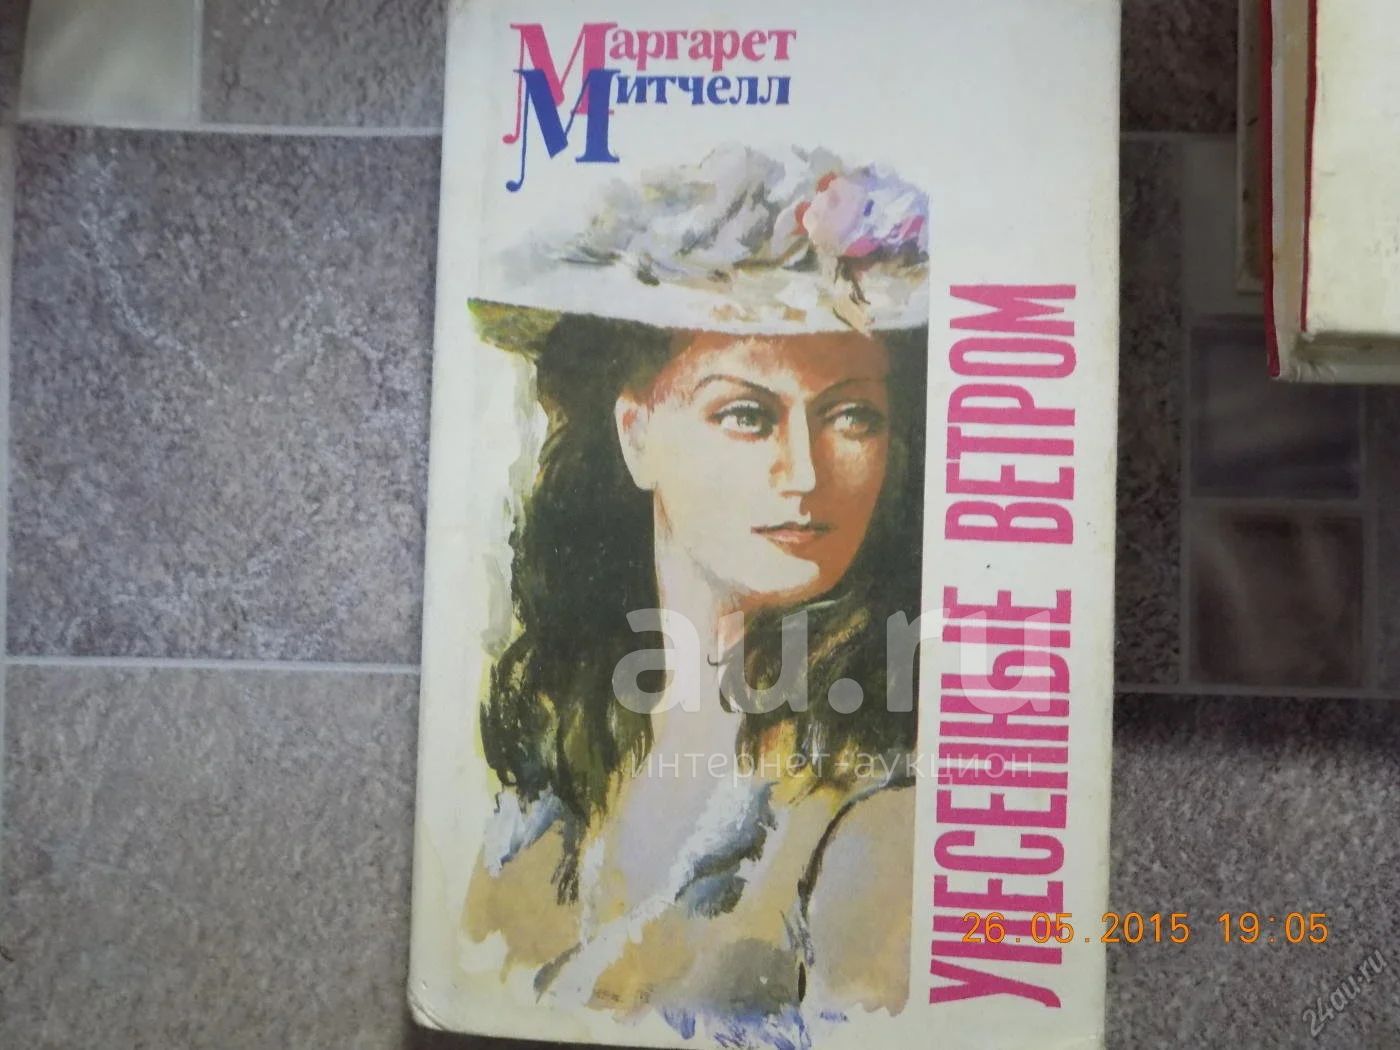 Маргарет
Митчелл
УНЕСЕННЫЕ ВЕТРОМ
au.ru
интернет-аукцион
26.05.2015 19:05
24au.ru